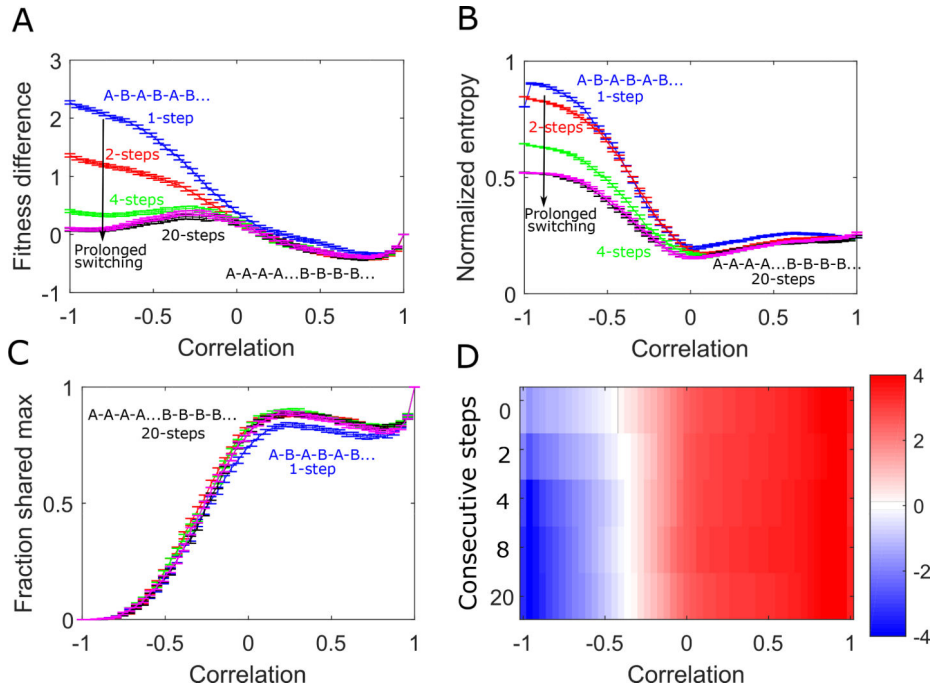 A
Fitness difference
3
2
1
0
-1
A-B-A-B-A-B...
1-step
2-steps
4-steps
Prolonged
switching
20-steps
A-A-A-A...B-B-B-B...
-1 -0.5 0 0.5 1
Correlation
B
Normalized entropy
1
0.5
0
A-B-A-B-A-B...
1-step
2-steps
Prolonged
switching
4-steps
A-A-A-A...B-B-B-B...
20-steps
-1 -0.5 0 0.5 1
Correlation
C
Fraction shared max
1
0.5
0
A-A-A-A...B-B-B-B...
20-steps
A-B-A-B-A-B...
1-step
-1 -0.5 0 0.5 1
Correlation
D
Consecutive steps
0
2
4
8
20
-1 -0.5 0 0.5 1
Correlation
4
2
0
-2
-4